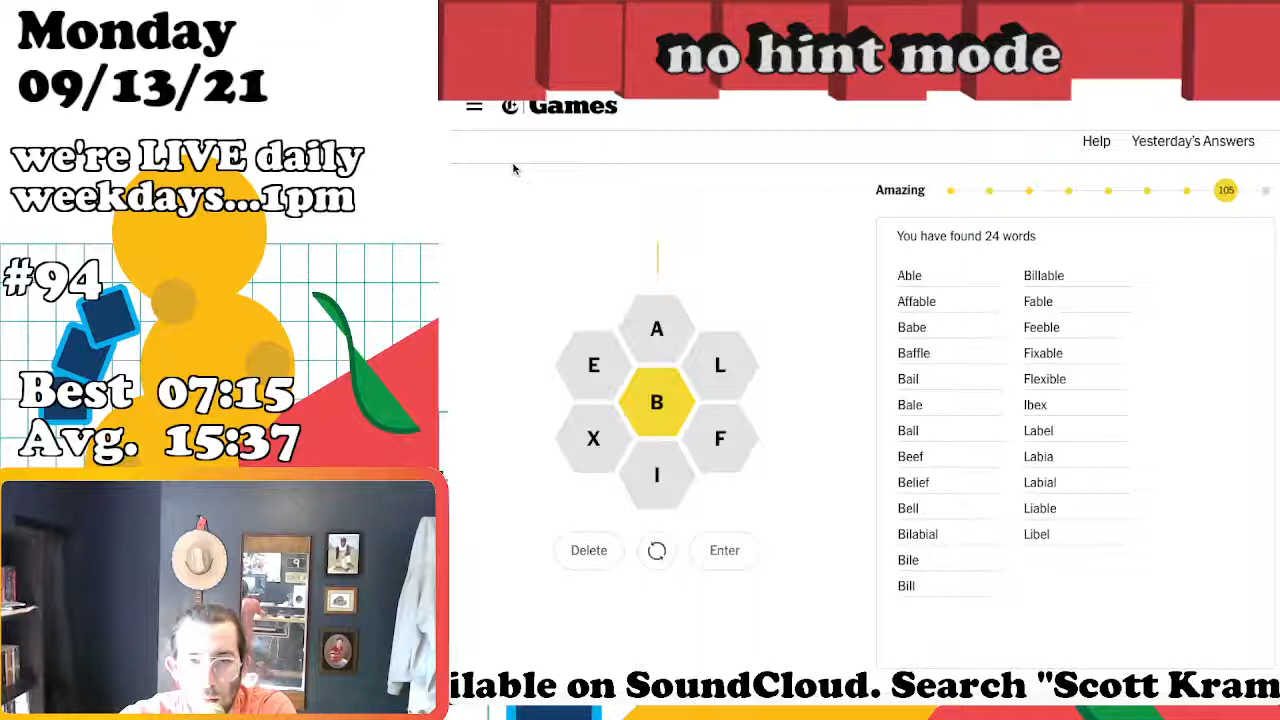 Monday
09/13/21
we're LIVE daily
weekdays...1pm
#94
Best 07:15
Avg. 15:37
no hint mode
Games
Help Yesterday's Answers
Amazing 105
You have found 24 words
Able Billable
Affable Fable
Babe Feeble
Baffle Fixable
Bail Flexible
Bale Ibex
Ball Label
Beef Labia
Belief Labial
Bell Liable
Bilabial Libel
Bile
Bill
A
E L
B
X F
I
Delete Enter
ilable on SoundCloud. Search "Scott Kram